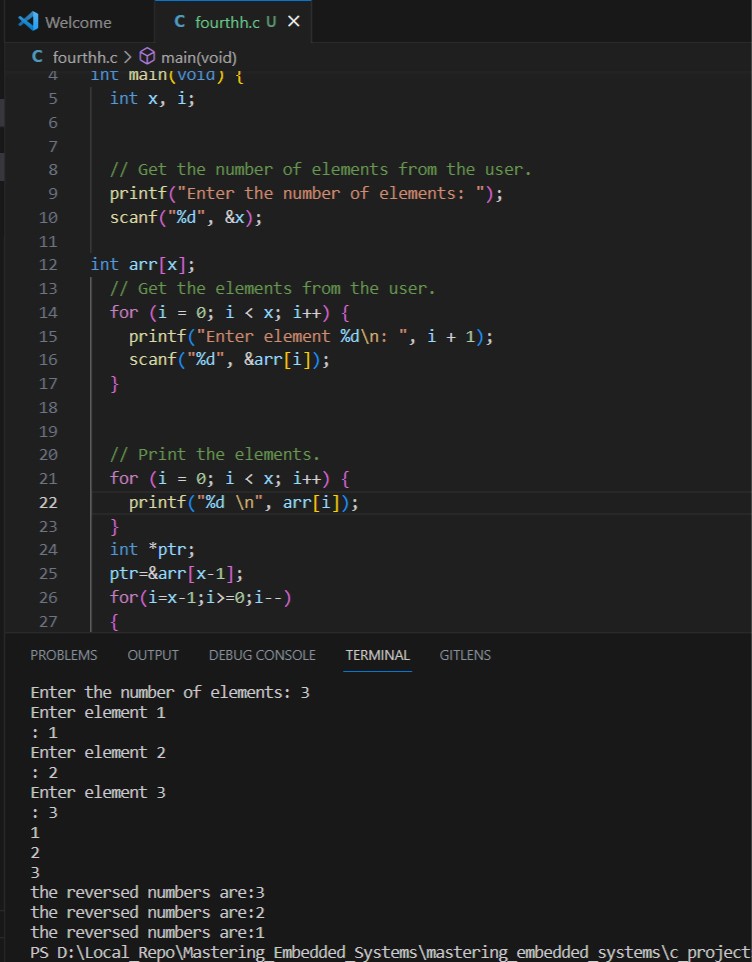 Welcome
C fourthh.c U ×
C fourthh.c > main(void)
4 int main(void) {
5 int x, i;
6
7
8 // Get the number of elements from the user.
9 printf("Enter the number of elements: ");
10 scanf("%d", &x);
11
12 int arr[x];
13 // Get the elements from the user.
14 for (i = 0; i < x; i++) {
15 printf("Enter element %d\n: ", i + 1);
16 scanf("%d", &arr[i]);
17 }
18
19
20 // Print the elements.
21 for (i = 0; i < x; i++) {
22 printf("%d \n", arr[i]);
23 }
24 int *ptr;
25 ptr=&arr[x-1];
26 for(i=x-1;i>=0;i--)
27 {
PROBLEMS OUTPUT DEBUG CONSOLE TERMINAL GITLENS
Enter the number of elements: 3
Enter element 1
: 1
Enter element 2
: 2
Enter element 3
: 3
1
2
3
the reversed numbers are:3
the reversed numbers are:2
the reversed numbers are:1
PS D:\Local_Repo\Mastering_Embedded_Systems\mastering_embedded_systems\c_project